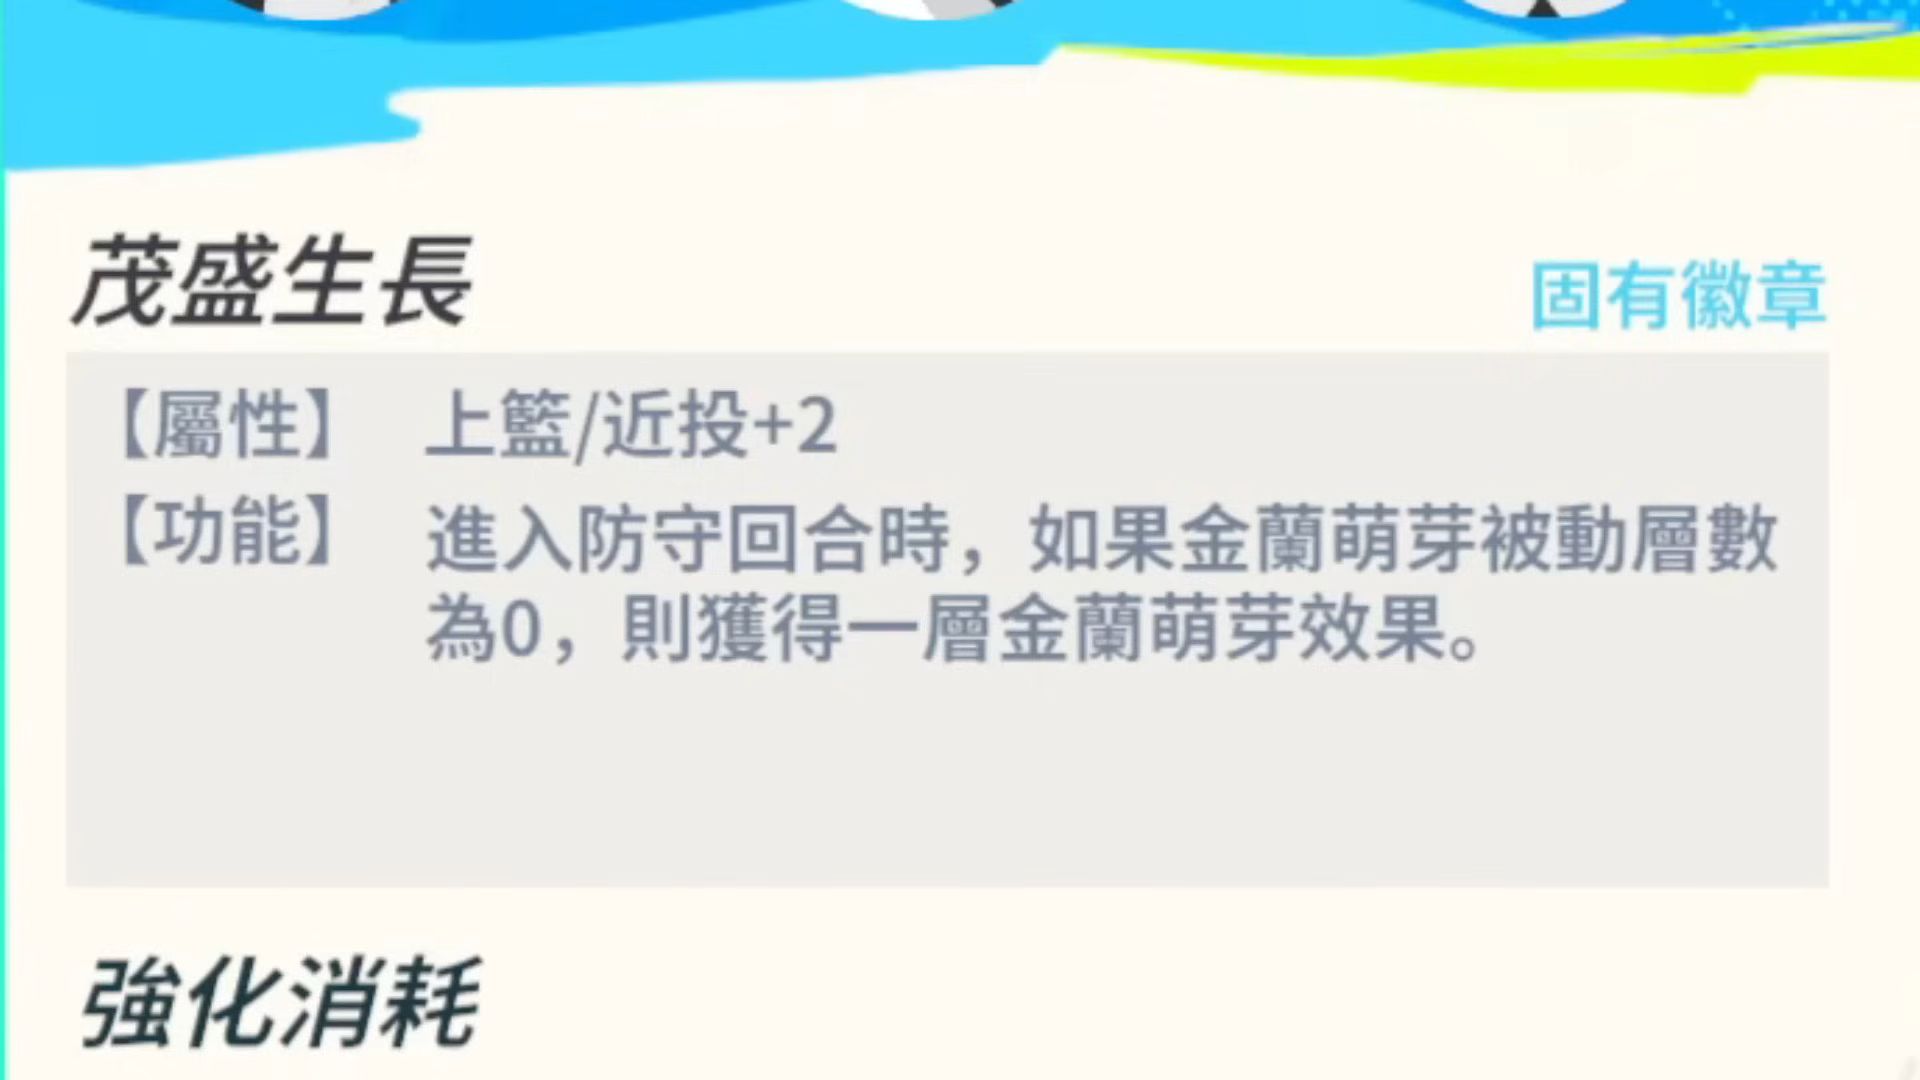 茂盛生長
固有徽章
【屬性】 上籃/近投+2
【功能】 進入防守回合時，如果金蘭萌芽被動層數
為0，則獲得一層金蘭萌芽效果。
強化消耗